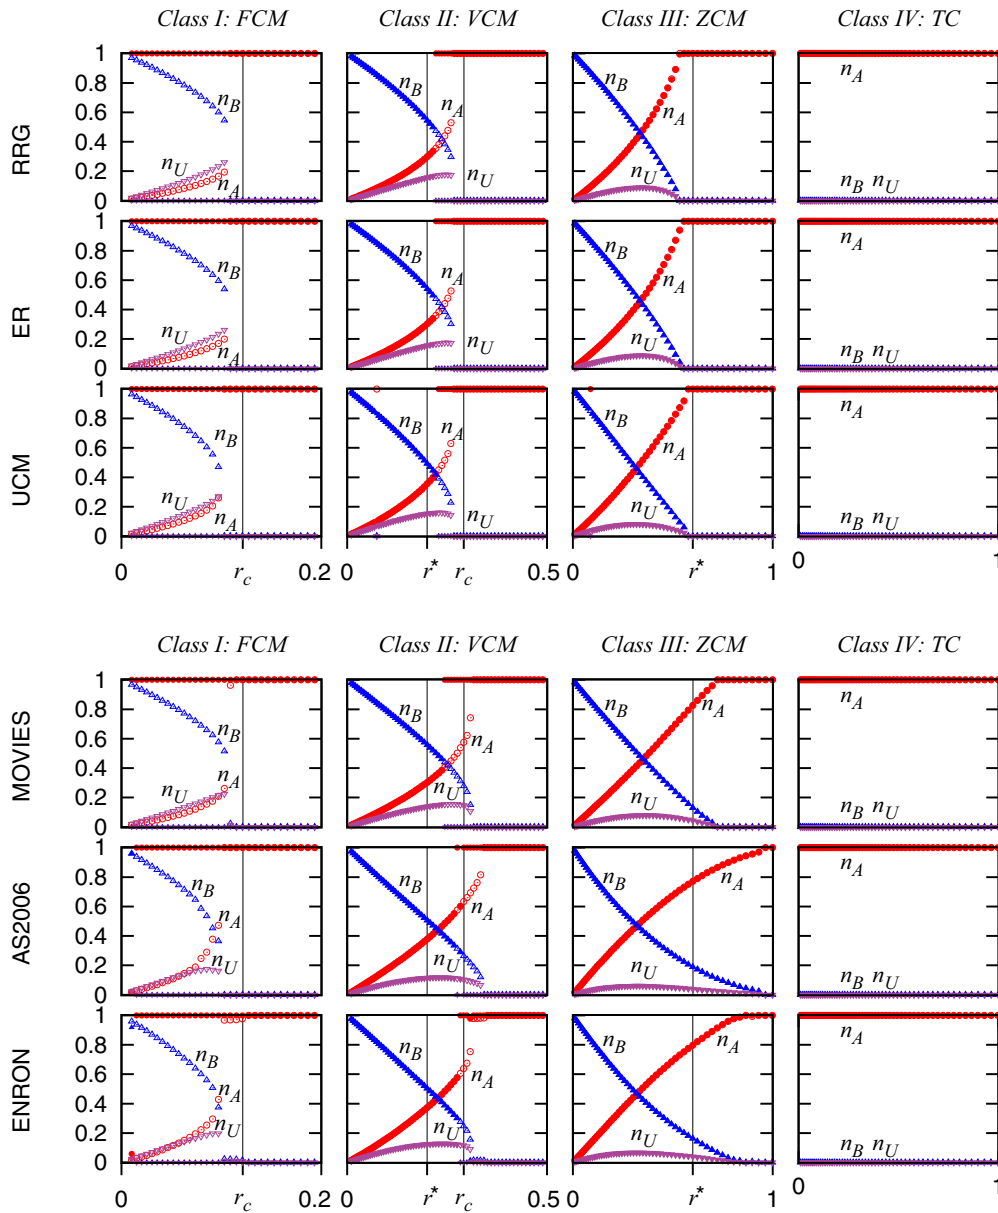 Class I: FCM Class II: VCM Class III: ZCM Class IV: TC
RRG
1
0.8
0.6
0.4
0.2
0
n_B n_U n_A
n_B n_A n_U
n_B n_A
n_A n_B n_U
ER
1
0.8
0.6
0.4
0.2
0
n_B n_U n_A
n_B n_A n_U
n_B n_A
n_A n_B n_U
UCM
1
0.8
0.6
0.4
0.2
0
n_B n_U n_A
n_B n_A n_U
n_B n_A
n_A n_B n_U
0 r_c 0.2 0 r* r_c 0.5 0 r* 1 0 1
Class I: FCM Class II: VCM Class III: ZCM Class IV: TC
MOVIES
1
0.8
0.6
0.4
0.2
0
n_B n_A n_U
n_B n_A n_U
n_B n_A n_U
n_A n_B n_U
AS2006
1
0.8
0.6
0.4
0.2
0
n_B n_A n_U
n_B n_A n_U
n_B n_A n_U
n_A n_B n_U
ENRON
1
0.8
0.6
0.4
0.2
0
n_B n_A n_U
n_B n_A n_U
n_B n_A n_U
n_A n_B n_U
0 r_c 0.2 0 r* r_c 0.5 0 r* 1 0 1